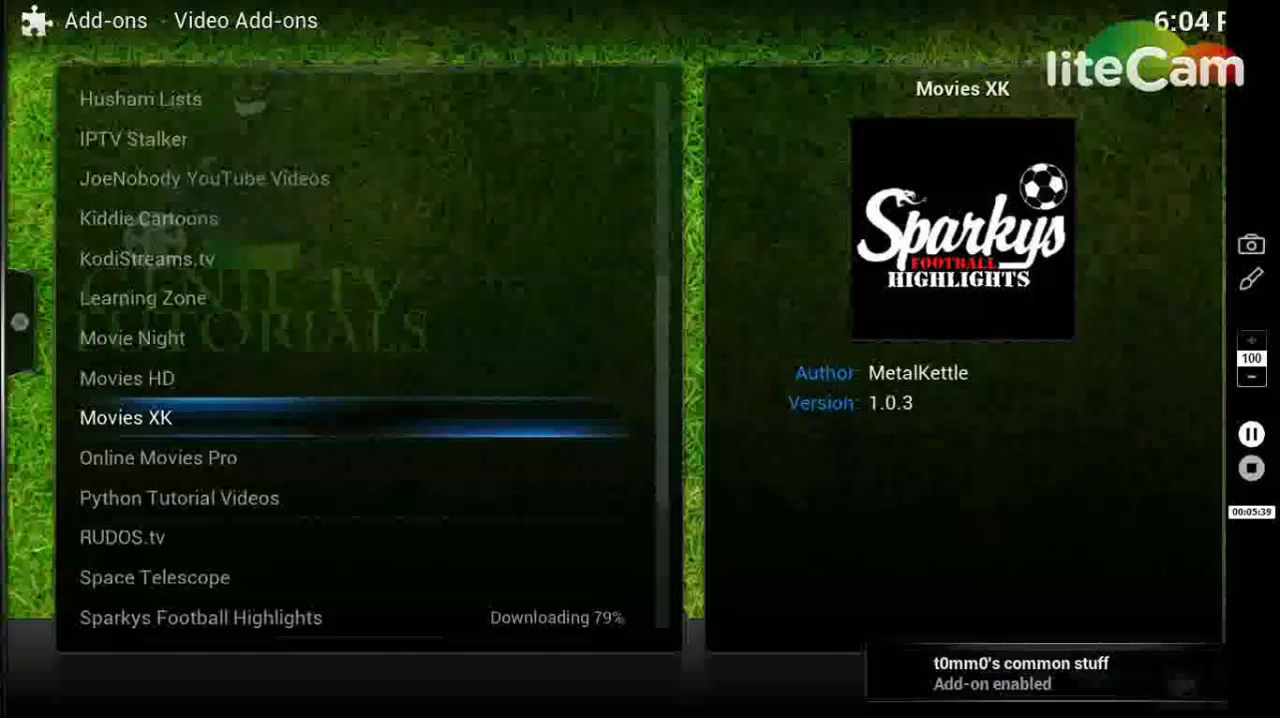 Add-ons · Video Add-ons
6:04 P
liteCam
Husham Lists
IPTV Stalker
JoeNobody YouTube Videos
Kiddie Cartoons
KodiStreams.tv
Learning Zone
Movie Night
Movies HD
Movies XK
Online Movies Pro
Python Tutorial Videos
RUDOS.tv
Space Telescope
Sparkys Football Highlights Downloading 79%
TV
TUTORIALS
Movies XK
Sparkys
FOOTBALL
HIGHLIGHTS
Author: MetalKettle
Version: 1.0.3
t0mm0's common stuff
Add-on enabled
100
00:05:39